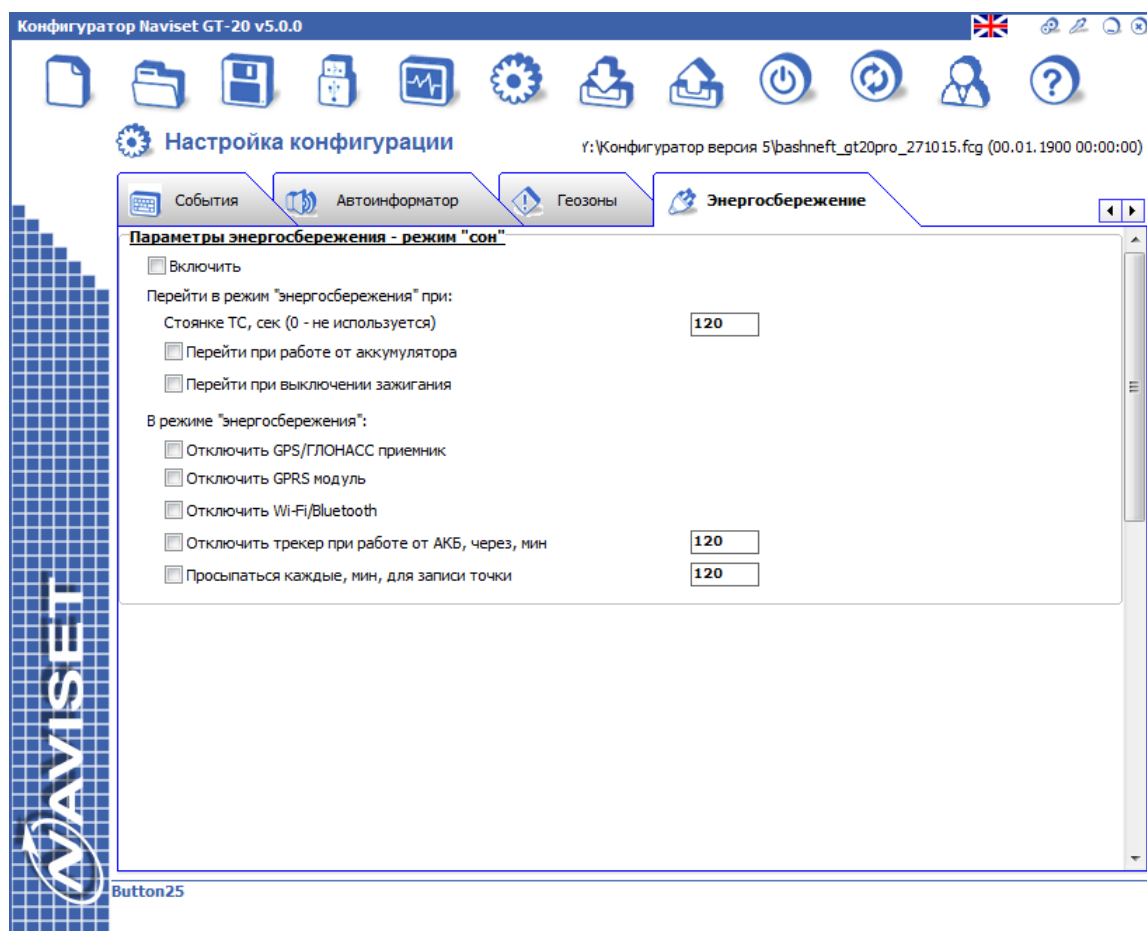 Конфигуратор Naviset GT-20 v5.0.0
Настройка конфигурации
Y:\Конфигуратор версия 5\bashneft_gt20pro_271015.fcg (00.01.1900 00:00:00)
События Автоинформатор Геозоны Энергосбережение
Параметры энергосбережения - режим "сон"
Включить
Перейти в режим "энергосбережения" при:
Стоянке ТС, сек (0 - не используется) 120
Перейти при работе от аккумулятора
Перейти при выключении зажигания
В режиме "энергосбережения":
Отключить GPS/ГЛОНАСС приемник
Отключить GPRS модуль
Отключить Wi-Fi/Bluetooth
Отключить трекер при работе от АКБ, через, мин 120
Просыпаться каждые, мин, для записи точки 120
NAVISET
Button25